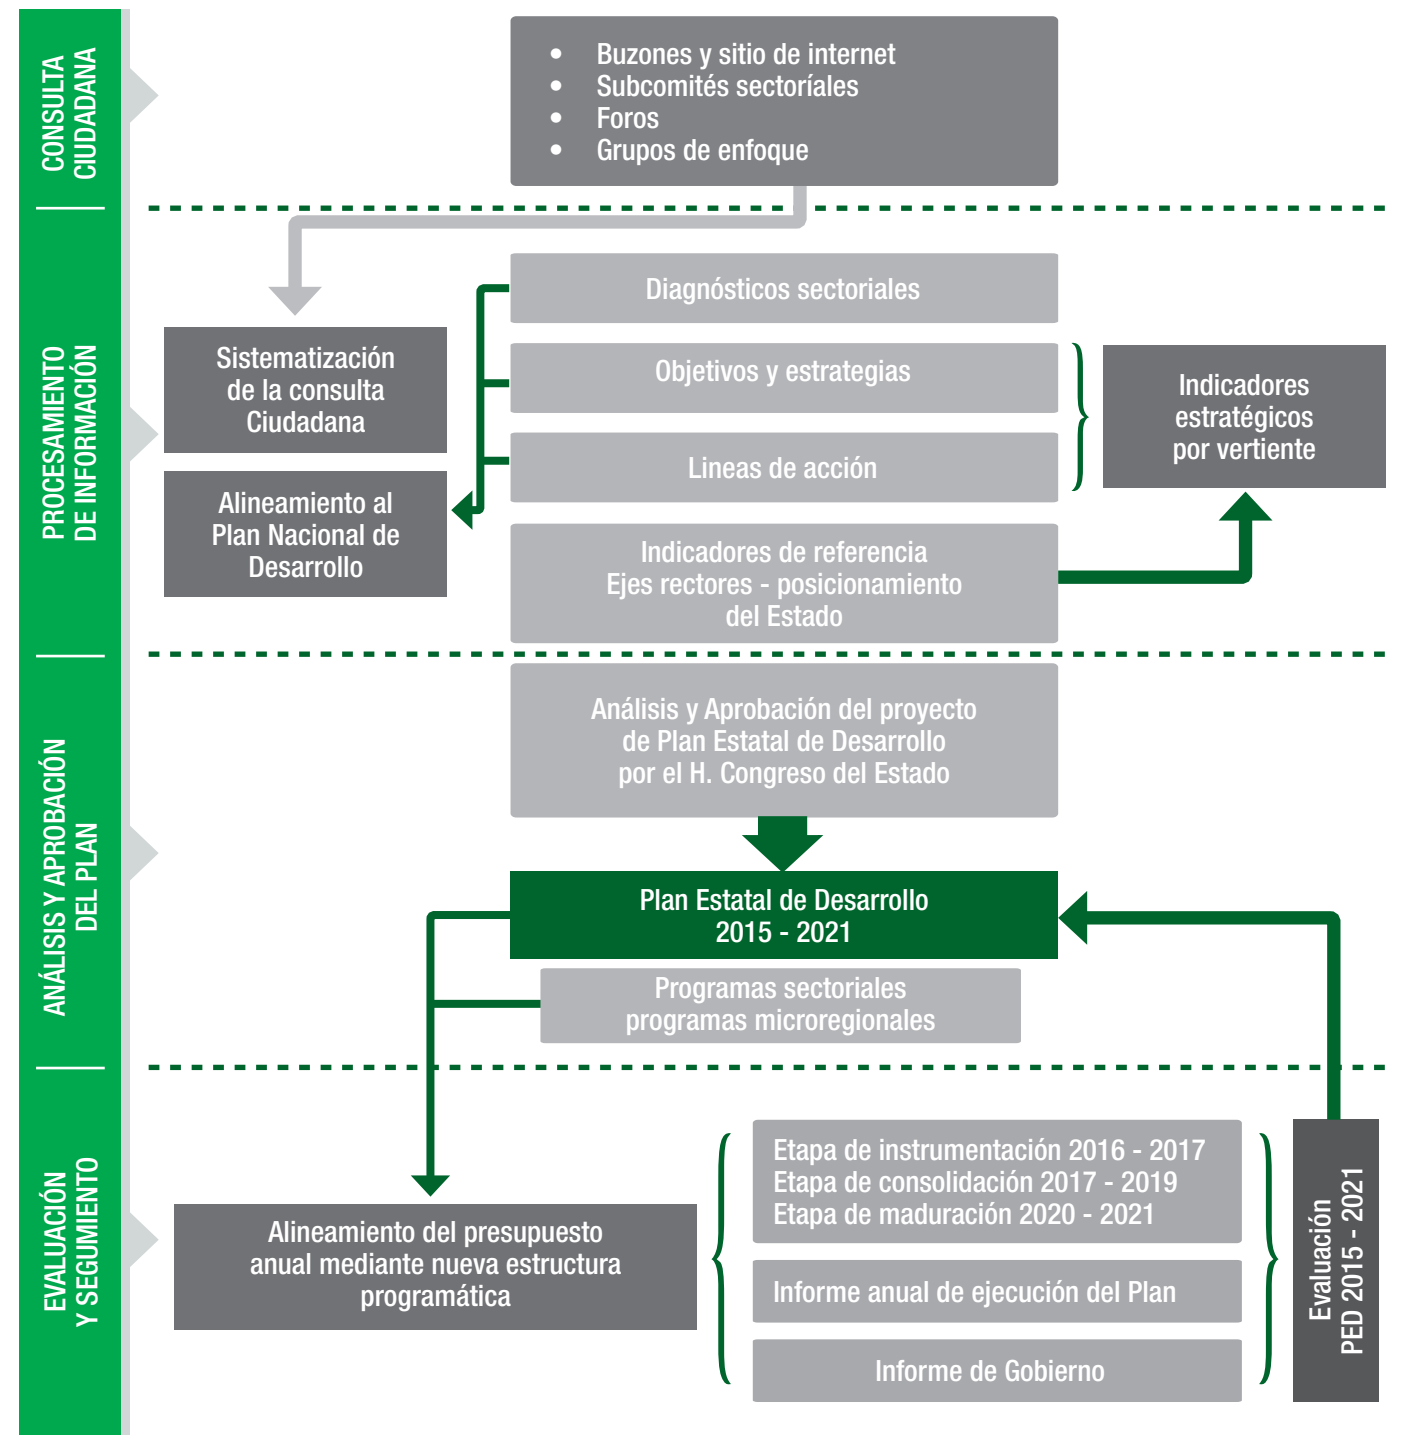 CONSULTA
CIUDADANA
• Buzones y sitio de internet
• Subcomités sectoríales
• Foros
• Grupos de enfoque
PROCESAMIENTO
DE INFORMACIÓN
Sistematización
de la consulta
Ciudadana
Alineamiento al
Plan Nacional de
Desarrollo
Diagnósticos sectoriales
Objetivos y estrategias
Lineas de acción
Indicadores de referencia
Ejes rectores - posicionamiento
del Estado
Indicadores
estratégicos
por vertiente
ANÁLISIS Y APROBACIÓN
DEL PLAN
Análisis y Aprobación del proyecto
de Plan Estatal de Desarrollo
por el H. Congreso del Estado
Plan Estatal de Desarrollo
2015 - 2021
Programas sectoriales
programas microregionales
EVALUACIÓN
Y SEGUMIENTO
Alineamiento del presupuesto
anual mediante nueva estructura
programática
Etapa de instrumentación 2016 - 2017
Etapa de consolidación 2017 - 2019
Etapa de maduración 2020 - 2021
Informe anual de ejecución del Plan
Informe de Gobierno
Evaluación
PED 2015 - 2021